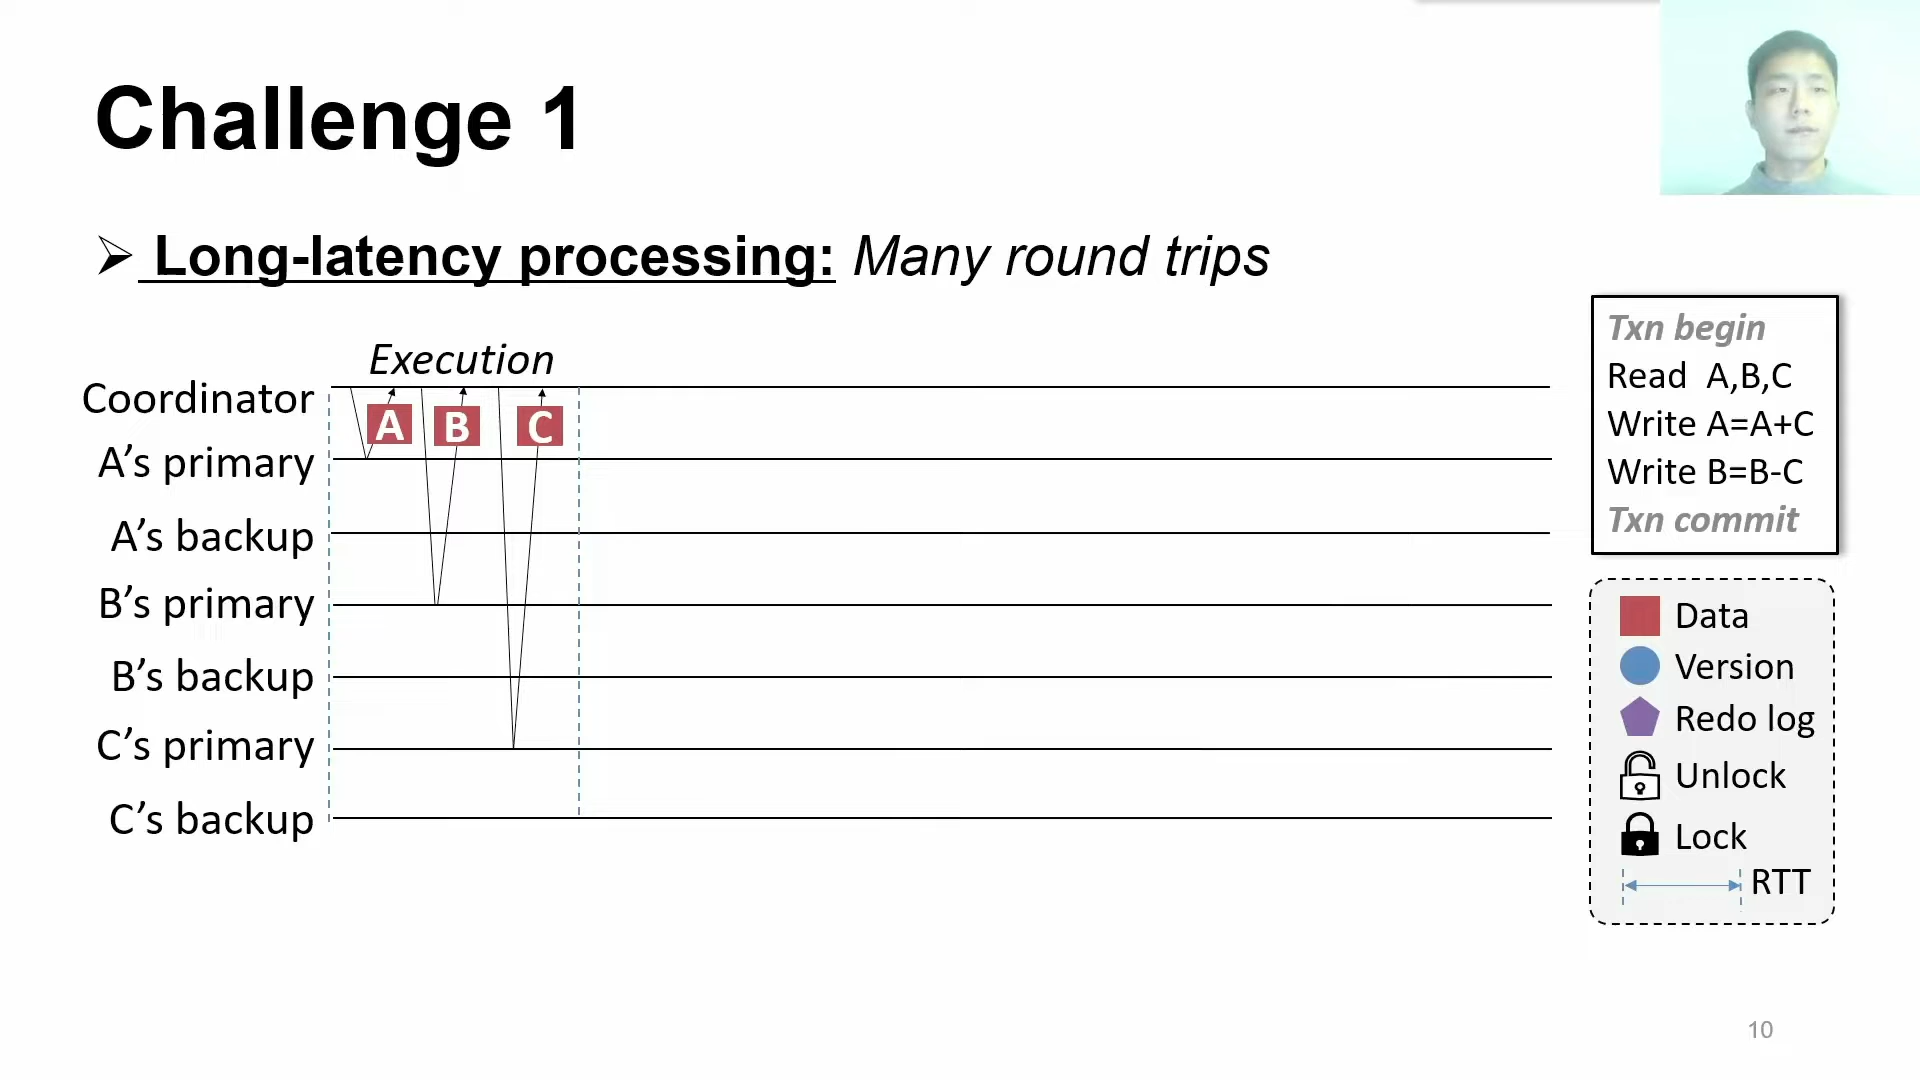 Challenge 1
Long-latency processing: Many round trips
Execution
Coordinator
A
B
C
A’s primary
A’s backup
B’s primary
B’s backup
C’s primary
C’s backup
Txn begin
Read A,B,C
Write A=A+C
Write B=B-C
Txn commit
Data
Version
Redo log
Unlock
Lock
RTT
10